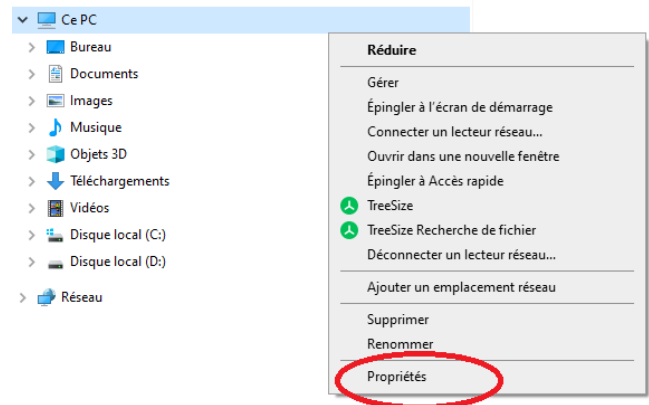 Ce PC
Bureau
Documents
Images
Musique
Objets 3D
Téléchargements
Vidéos
Disque local (C:)
Disque local (D:)
Réseau
Réduire
Gérer
Épingler à l'écran de démarrage
Connecter un lecteur réseau...
Ouvrir dans une nouvelle fenêtre
Épingler à Accès rapide
TreeSize
TreeSize Recherche de fichier
Déconnecter un lecteur réseau...
Ajouter un emplacement réseau
Supprimer
Renommer
Propriétés